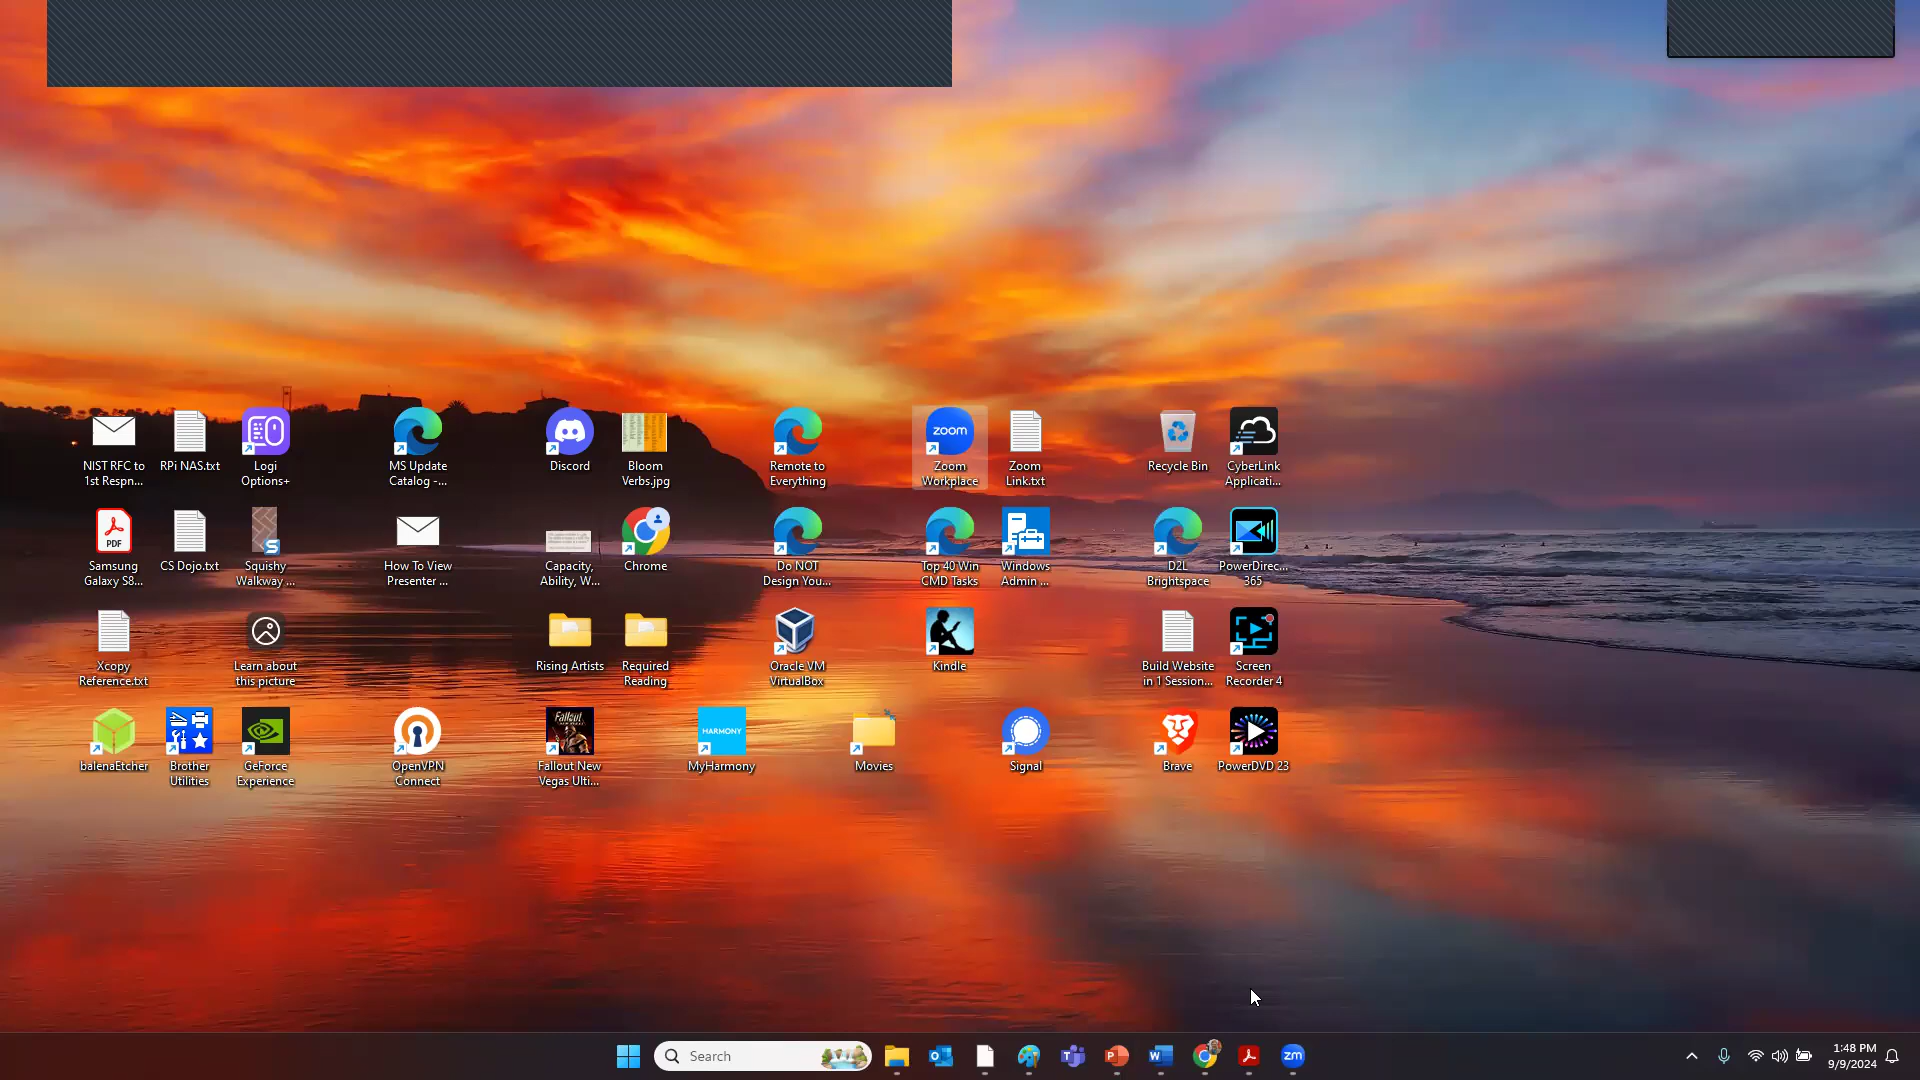 NIST RFC to
1st Respn...
RPi NAS.txt
Logi
Options+
MS Update
Catalog -...
Discord
Bloom
Verbs.jpg
Remote to
Everything
zoom
Zoom
Workplace
Zoom
Link.txt
Recycle Bin
CyberLink
Applicati...
PDF
Samsung
Galaxy S8...
CS Dojo.txt
Squishy
Walkway ...
How To View
Presenter ...
Capacity,
Ability, W...
Chrome
Do NOT
Design You...
Top 40 Win
CMD Tasks
Windows
Admin ...
D2L
Brightspace
PowerDirec...
365
Xcopy
Reference.txt
Learn about
this picture
Rising Artists
Required
Reading
Oracle VM
VirtualBox
Kindle
Build Website
in 1 Session...
Screen
Recorder 4
balenaEtcher
Brother
Utilities
GeForce
Experience
OpenVPN
Connect
Fallout
Fallout New
Vegas Ulti...
HARMONY
MyHarmony
Movies
Signal
Brave
PowerDVD 23
Search
zm
1:48 PM
9/9/2024